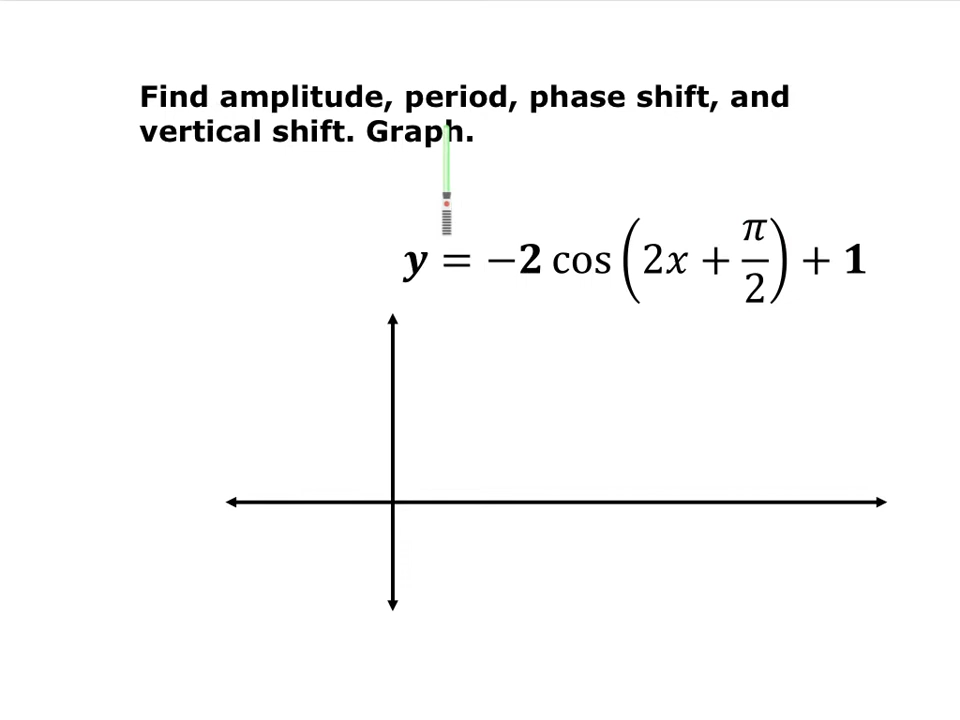 Find amplitude, period, phase shift, and
vertical shift. Graph.
y = −2 cos(2x + π/2) + 1